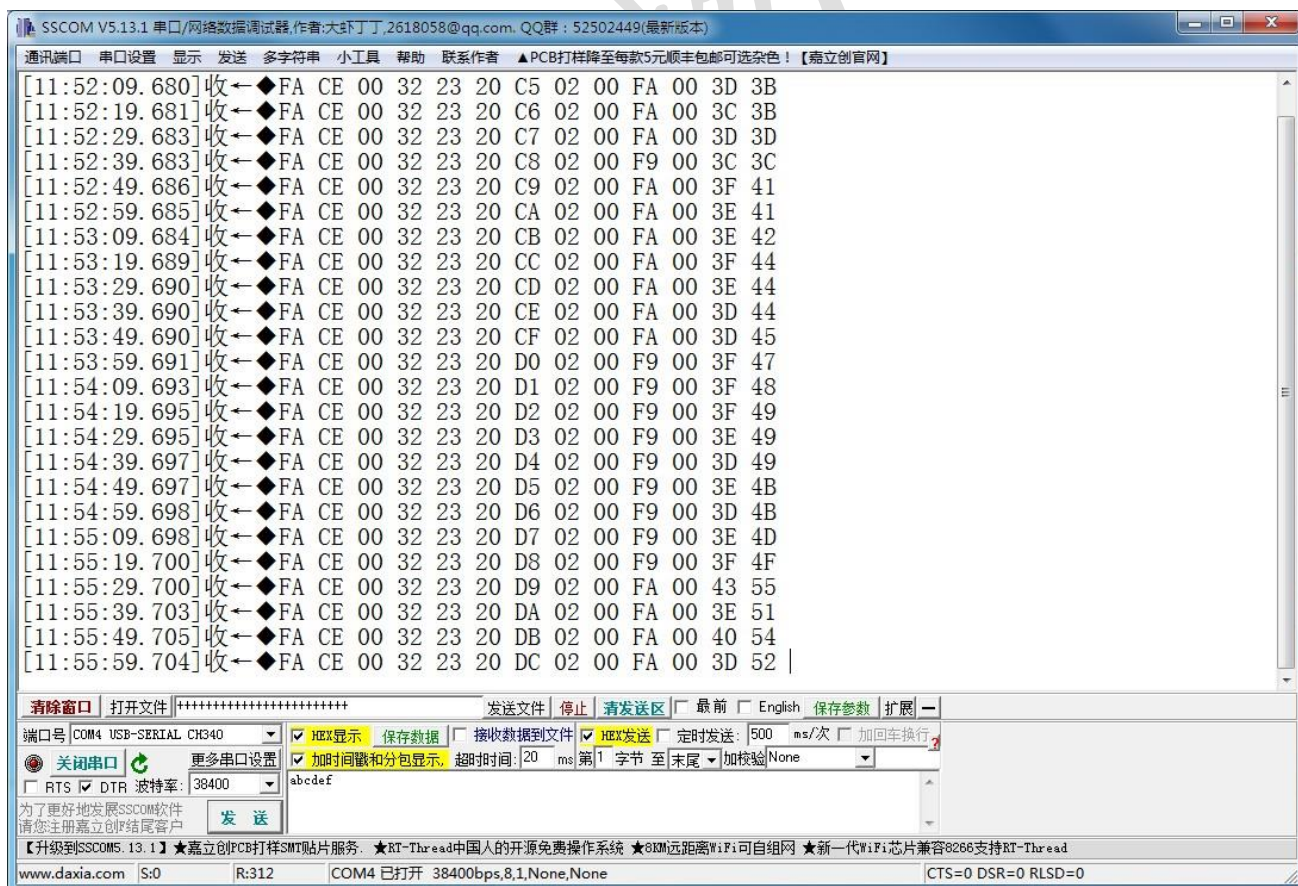 SSCOM V5.13.1 串口/网络数据调试器,作者:大虾丁丁,2618058@qq.com. QQ群：52502449(最新版本)
通讯端口 串口设置 显示 发送 多字符串 小工具 帮助 联系作者 ▲PCB打样降至每款5元顺丰包邮可选杂色！【嘉立创官网】
[11:52:09.680]收←◆FA CE 00 32 23 20 C5 02 00 FA 00 3D 3B
[11:52:19.681]收←◆FA CE 00 32 23 20 C6 02 00 FA 00 3C 3B
[11:52:29.683]收←◆FA CE 00 32 23 20 C7 02 00 FA 00 3D 3D
[11:52:39.683]收←◆FA CE 00 32 23 20 C8 02 00 F9 00 3C 3C
[11:52:49.686]收←◆FA CE 00 32 23 20 C9 02 00 FA 00 3F 41
[11:52:59.685]收←◆FA CE 00 32 23 20 CA 02 00 FA 00 3E 41
[11:53:09.684]收←◆FA CE 00 32 23 20 CB 02 00 FA 00 3E 42
[11:53:19.689]收←◆FA CE 00 32 23 20 CC 02 00 FA 00 3F 44
[11:53:29.690]收←◆FA CE 00 32 23 20 CD 02 00 FA 00 3E 44
[11:53:39.690]收←◆FA CE 00 32 23 20 CE 02 00 FA 00 3D 44
[11:53:49.690]收←◆FA CE 00 32 23 20 CF 02 00 FA 00 3D 45
[11:53:59.691]收←◆FA CE 00 32 23 20 D0 02 00 F9 00 3F 47
[11:54:09.693]收←◆FA CE 00 32 23 20 D1 02 00 F9 00 3F 48
[11:54:19.695]收←◆FA CE 00 32 23 20 D2 02 00 F9 00 3F 49
[11:54:29.695]收←◆FA CE 00 32 23 20 D3 02 00 F9 00 3E 49
[11:54:39.697]收←◆FA CE 00 32 23 20 D4 02 00 F9 00 3D 49
[11:54:49.697]收←◆FA CE 00 32 23 20 D5 02 00 F9 00 3E 4B
[11:54:59.698]收←◆FA CE 00 32 23 20 D6 02 00 F9 00 3D 4B
[11:55:09.698]收←◆FA CE 00 32 23 20 D7 02 00 F9 00 3E 4D
[11:55:19.700]收←◆FA CE 00 32 23 20 D8 02 00 F9 00 3F 4F
[11:55:29.700]收←◆FA CE 00 32 23 20 D9 02 00 FA 00 43 55
[11:55:39.703]收←◆FA CE 00 32 23 20 DA 02 00 FA 00 3E 51
[11:55:49.705]收←◆FA CE 00 32 23 20 DB 02 00 FA 00 40 54
[11:55:59.704]收←◆FA CE 00 32 23 20 DC 02 00 FA 00 3D 52
清除窗口 打开文件 ++++++++++++++++++++++++ 发送文件 停止 清发送区 最前 English 保存参数 扩展 —
端口号 COM4 USB-SERIAL CH340 HEX显示 保存数据 接收数据到文件 HEX发送 定时发送: 500 ms/次 加回车换行
关闭串口 更多串口设置 加时间戳和分包显示, 超时时间: 20 ms 第1 字节 至 末尾 加校验 None
RTS DTR 波特率: 38400 abcdef
为了更好地发展SSCOM软件
请您注册嘉立创F结尾客户 发 送
【升级到SSCOM5.13.1】★嘉立创PCB打样SMT贴片服务. ★RT-Thread中国人的开源免费操作系统 ★8KM远距离WiFi可自组网 ★新一代WiFi芯片兼容8266支持RT-Thread
www.daxia.com S:0 R:312 COM4 已打开 38400bps,8,1,None,None CTS=0 DSR=0 RLSD=0